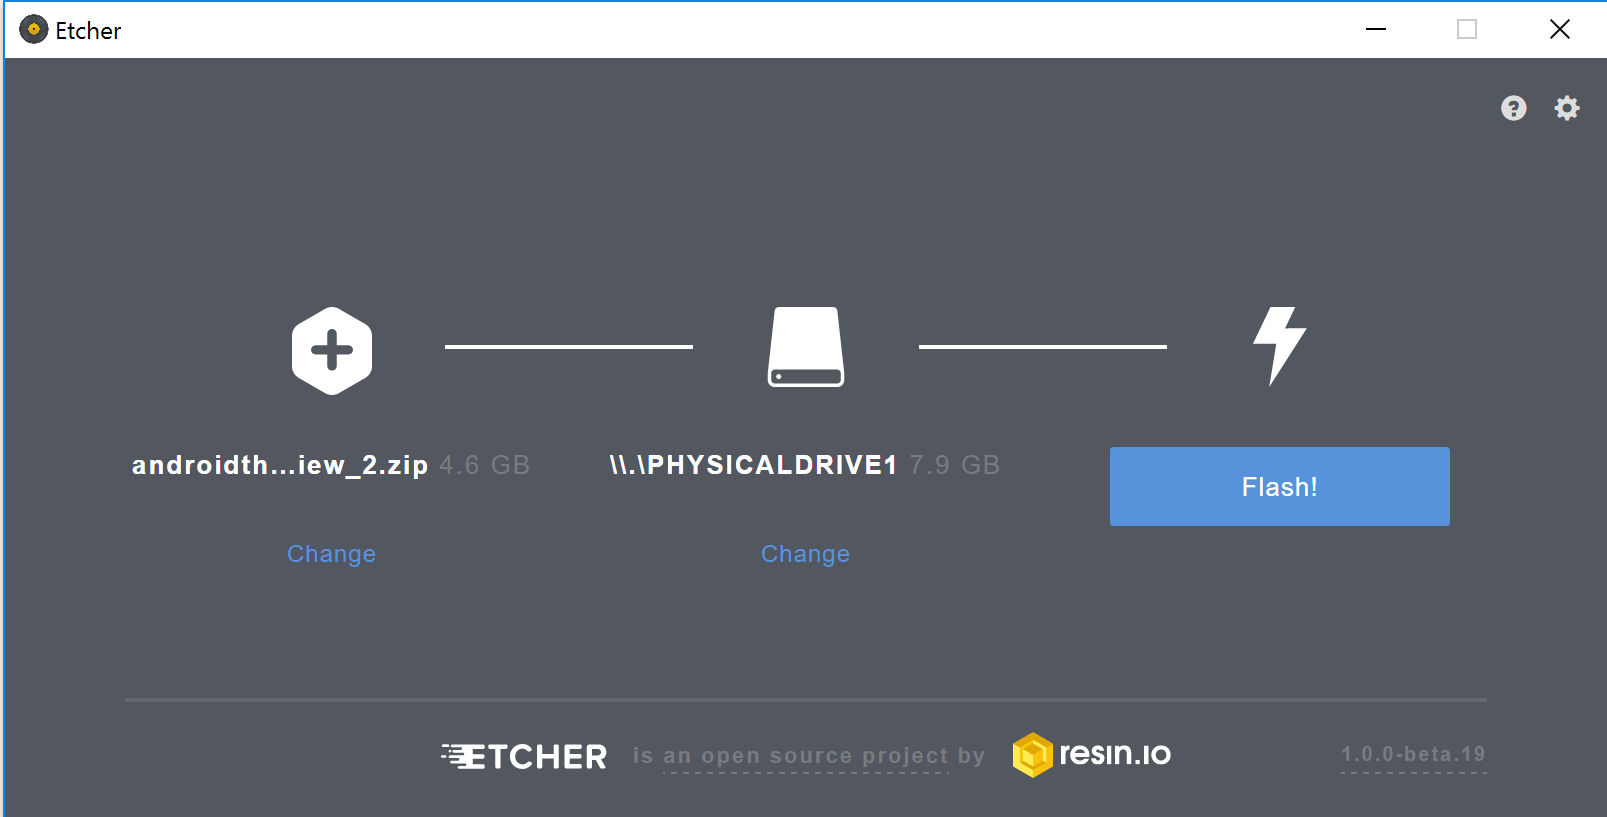 Etcher
androidth...iew_2.zip 4.6 GB
\\.\PHYSICALDRIVE1 7.9 GB
Flash!
Change
Change
ETCHER is an open source project by resin.io 1.0.0-beta.19